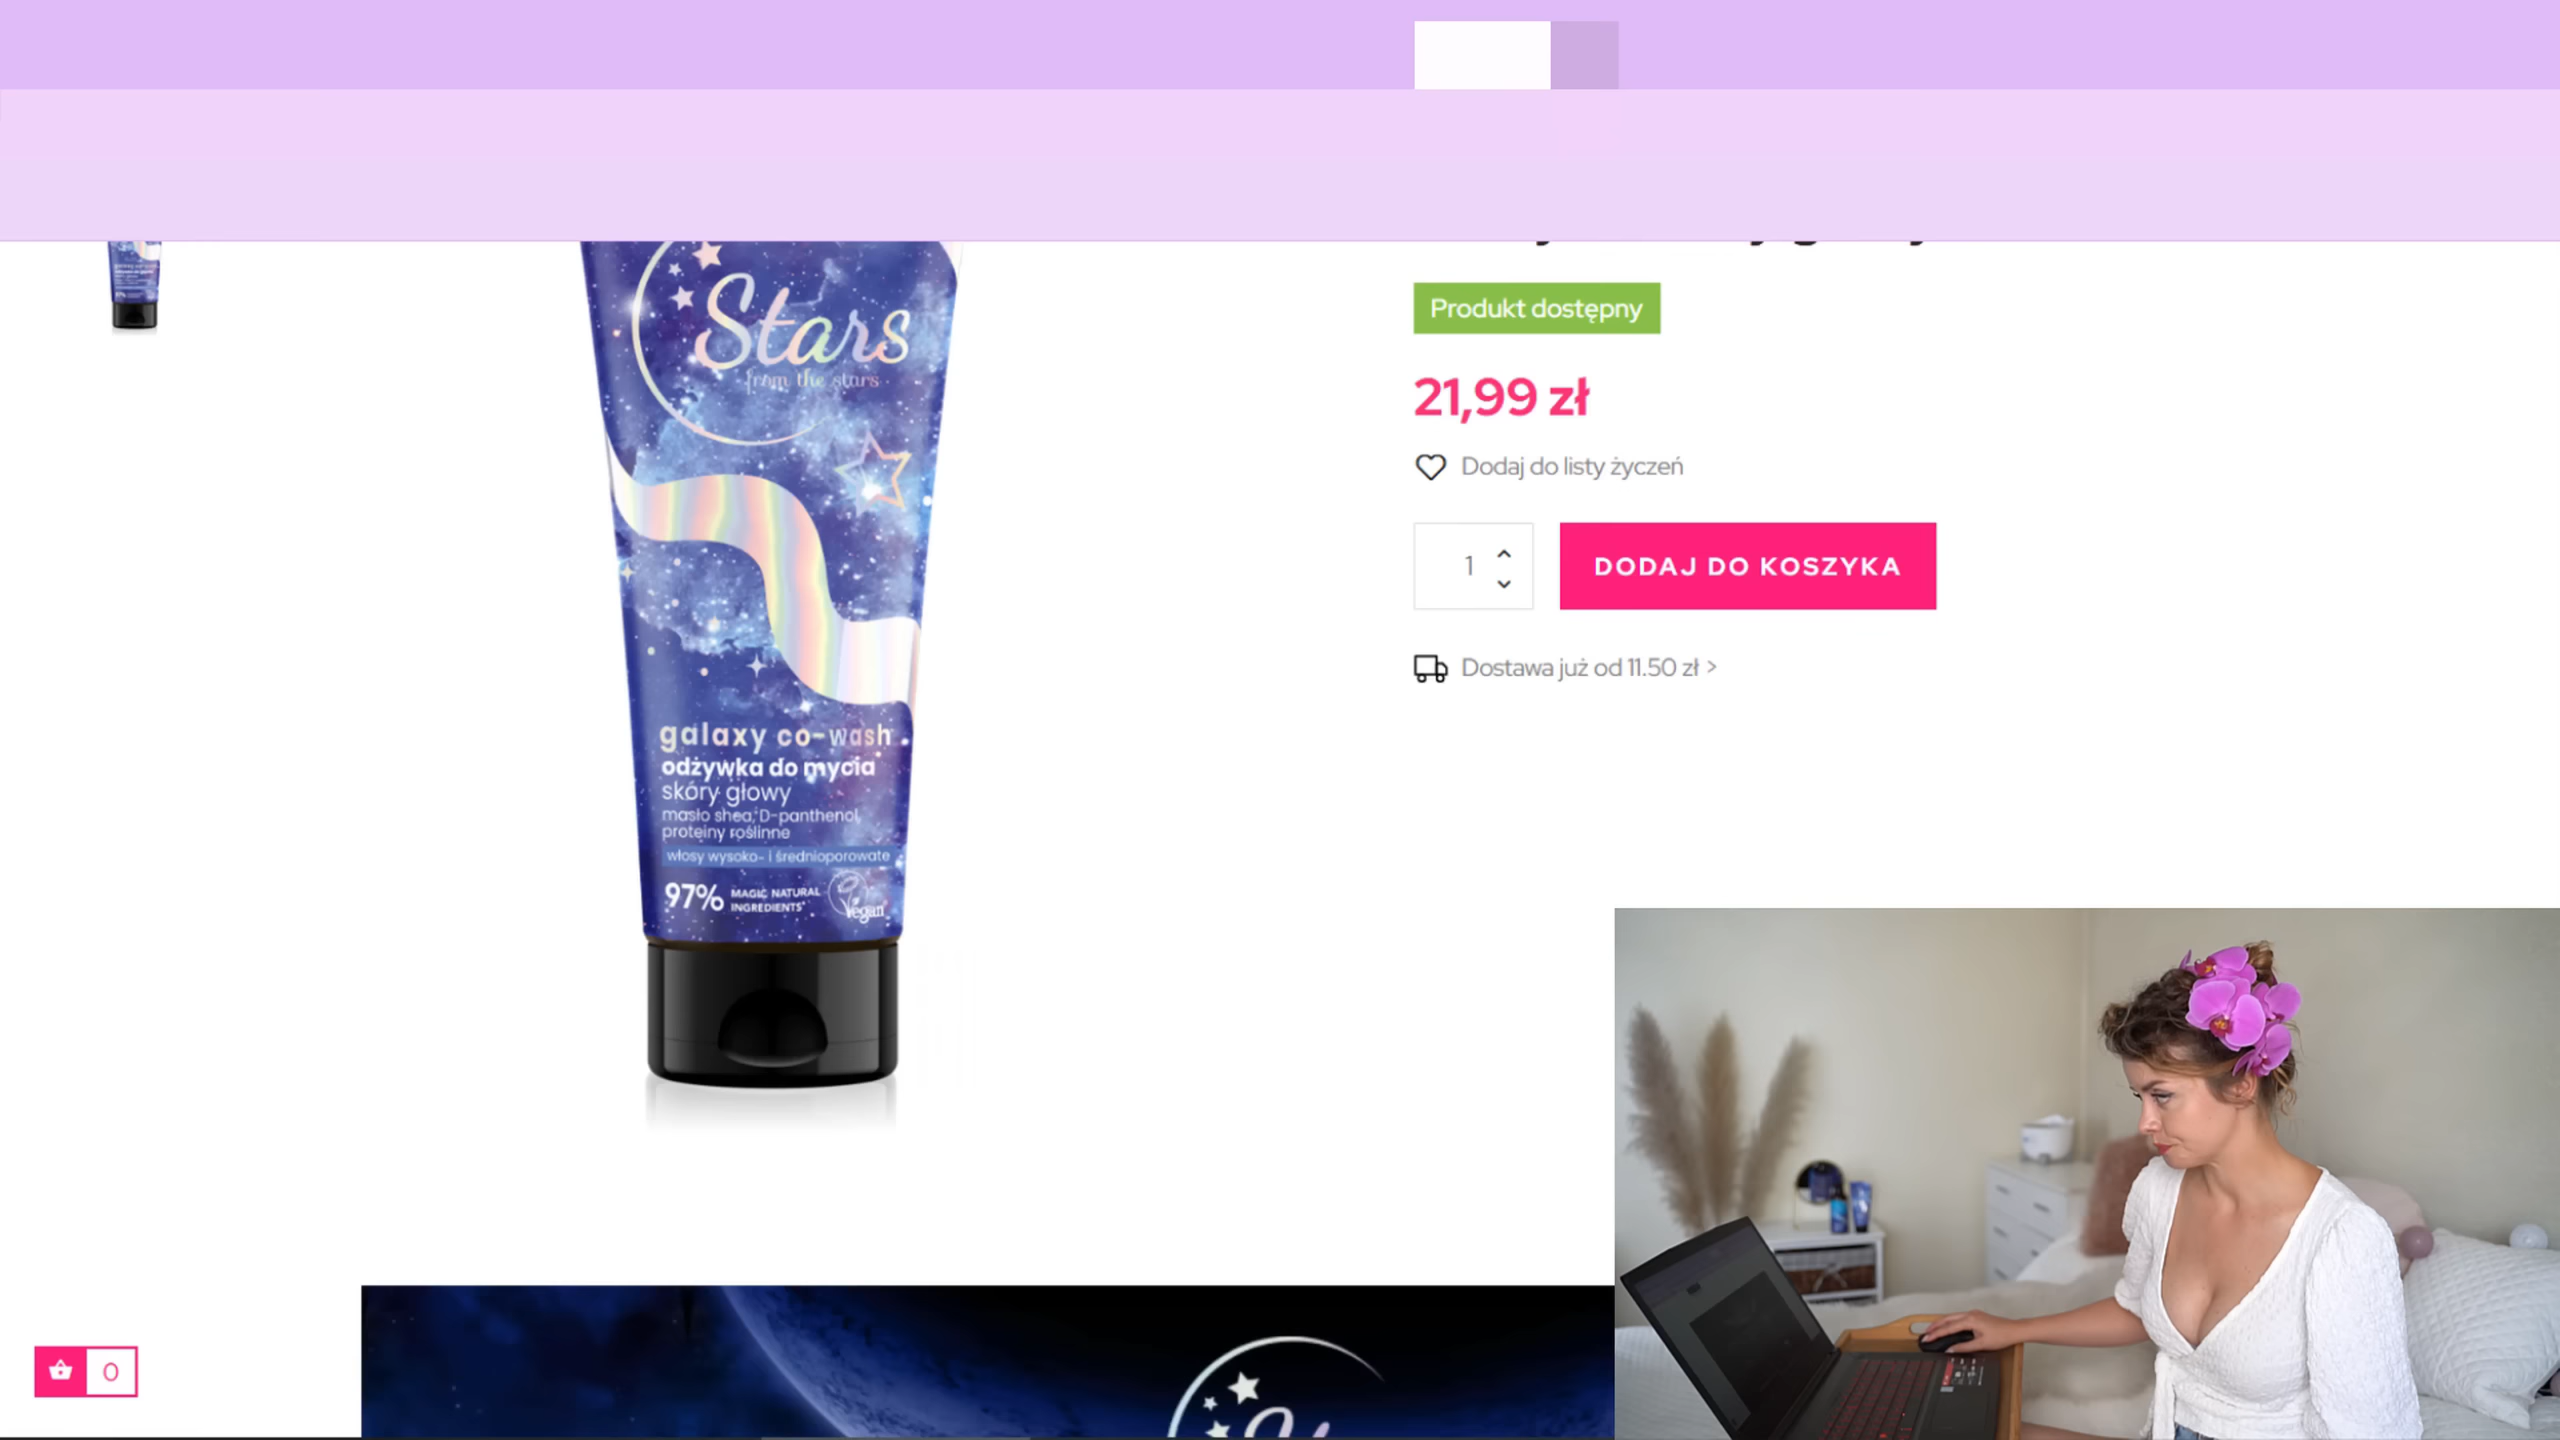 Stars
from the stars
galaxy co-wash
odżywka do mycia
skóry głowy
masło shea, D-panthenol,
proteiny roślinne
włosy wysoko- i średnioporowate
97% MAGIC NATURAL
INGREDIENTS*
Vegan
Produkt dostępny
21,99 zł
Dodaj do listy życzeń
1
DODAJ DO KOSZYKA
Dostawa już od 11.50 zł >
0